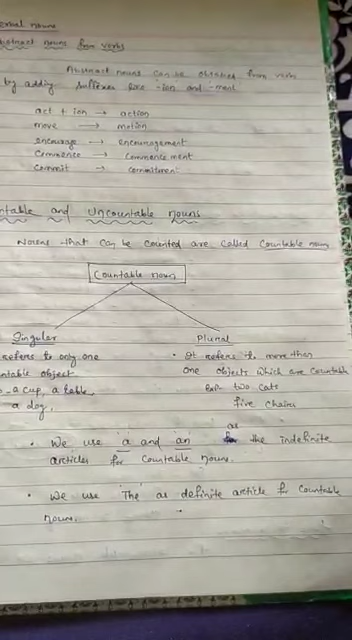 erbal nouns
Abstract nouns from verbs
Abstract nouns can be obtained from verbs
by adding suffixes like -ion and -ment
act + ion → action
move → motion
encourage → encouragement
Commence → Commencement
Commit → commitment
ntable and Uncountable nouns
Nouns that can be counted are called Countable noun
Countable noun
Singular
Plural
refers to only one
• It refers to more than
ntable object
one objects which are countable
a cup, a table,
two cats
a dog,
five chairs
as
• We use a and an the indefinite
articles for Countable nouns.
• We use 'The' as definite article for Countable
nouns.